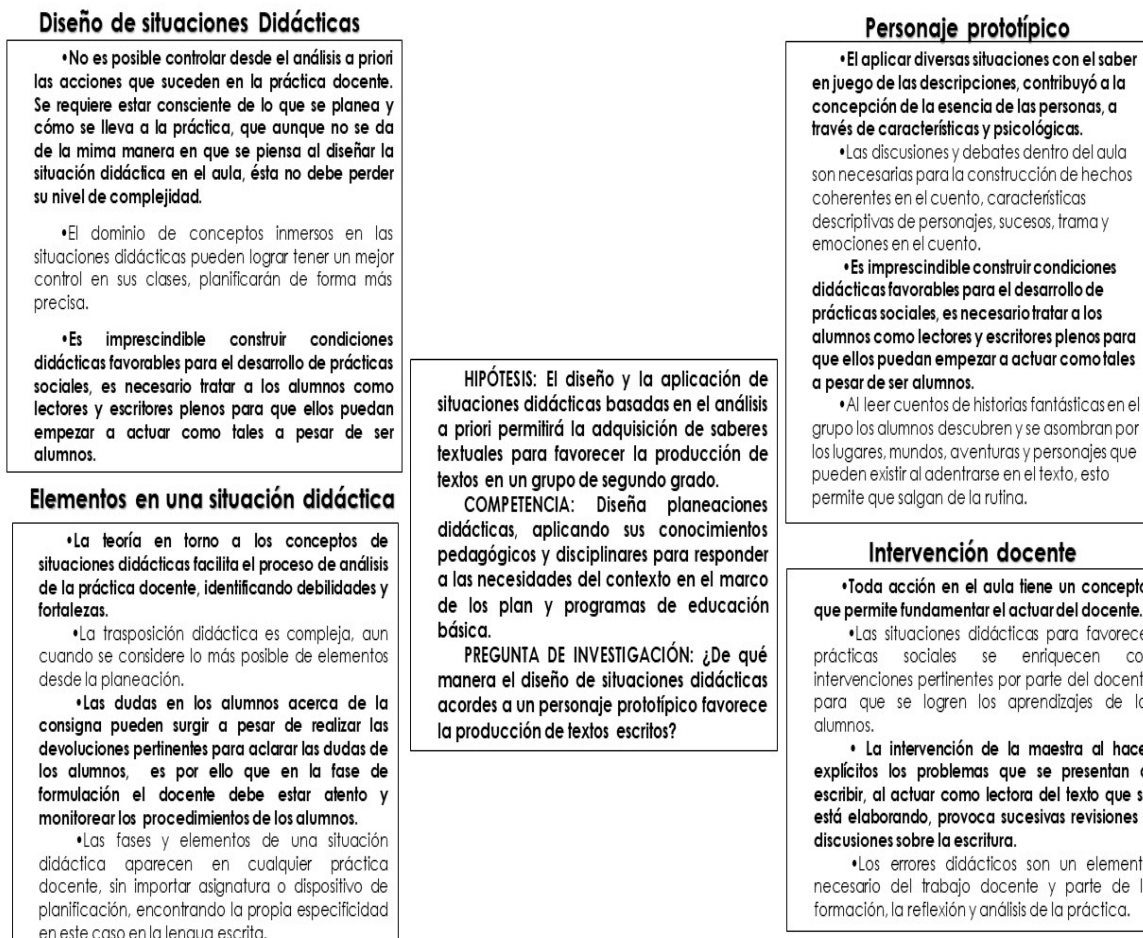 Diseño de situaciones Didácticas
•No es posible controlar desde el análisis a priori
las acciones que suceden en la práctica docente.
Se requiere estar consciente de lo que se planea y
cómo se lleva a la práctica, que aunque no se da
de la mima manera en que se piensa al diseñar la
situación didáctica en el aula, ésta no debe perder
su nivel de complejidad.
•El dominio de conceptos inmersos en las
situaciones didácticas pueden lograr tener un mejor
control en sus clases, planificarán de forma más
precisa.
•Es imprescindible construir condiciones
didácticas favorables para el desarrollo de prácticas
sociales, es necesario tratar a los alumnos como
lectores y escritores plenos para que ellos puedan
empezar a actuar como tales a pesar de ser
alumnos.
Elementos en una situación didáctica
•La teoría en torno a los conceptos de
situaciones didácticas facilita el proceso de análisis
de la práctica docente, identificando debilidades y
fortalezas.
•La trasposición didáctica es compleja, aun
cuando se considere lo más posible de elementos
desde la planeación.
•Las dudas en los alumnos acerca de la
consigna pueden surgir a pesar de realizar las
devoluciones pertinentes para aclarar las dudas de
los alumnos, es por ello que en la fase de
formulación el docente debe estar atento y
monitorear los procedimientos de los alumnos.
•Las fases y elementos de una situación
didáctica aparecen en cualquier práctica
docente, sin importar asignatura o dispositivo de
planificación, encontrando la propia especificidad
en este caso en la lengua escrita.
HIPÓTESIS: El diseño y la aplicación de
situaciones didácticas basadas en el análisis
a priori permitirá la adquisición de saberes
textuales para favorecer la producción de
textos en un grupo de segundo grado.
COMPETENCIA: Diseña planeaciones
didácticas, aplicando sus conocimientos
pedagógicos y disciplinares para responder
a las necesidades del contexto en el marco
de los plan y programas de educación
básica.
PREGUNTA DE INVESTIGACIÓN: ¿De qué
manera el diseño de situaciones didácticas
acordes a un personaje prototípico favorece
la producción de textos escritos?
Personaje prototípico
•El aplicar diversas situaciones con el saber
en juego de las descripciones, contribuyó a la
concepción de la esencia de las personas, a
través de características y psicológicas.
•Las discusiones y debates dentro del aula
son necesarias para la construcción de hechos
coherentes en el cuento, características
descriptivas de personajes, sucesos, trama y
emociones en el cuento.
•Es imprescindible construir condiciones
didácticas favorables para el desarrollo de
prácticas sociales, es necesario tratar a los
alumnos como lectores y escritores plenos para
que ellos puedan empezar a actuar como tales
a pesar de ser alumnos.
•Al leer cuentos de historias fantásticas en el
grupo los alumnos descubren y se asombran por
los lugares, mundos, aventuras y personajes que
pueden existir al adentrarse en el texto, esto
permite que salgan de la rutina.
Intervención docente
•Toda acción en el aula tiene un concepto
que permite fundamentar el actuar del docente.
•Las situaciones didácticas para favorece
prácticas sociales se enriquecen co
intervenciones pertinentes por parte del docent
para que se logren los aprendizajes de lo
alumnos.
• La intervención de la maestra al hace
explícitos los problemas que se presentan a
escribir, al actuar como lectora del texto que s
está elaborando, provoca sucesivas revisiones
discusiones sobre la escritura.
•Los errores didácticos son un element
necesario del trabajo docente y parte de l
formación, la reflexión y análisis de la práctica.